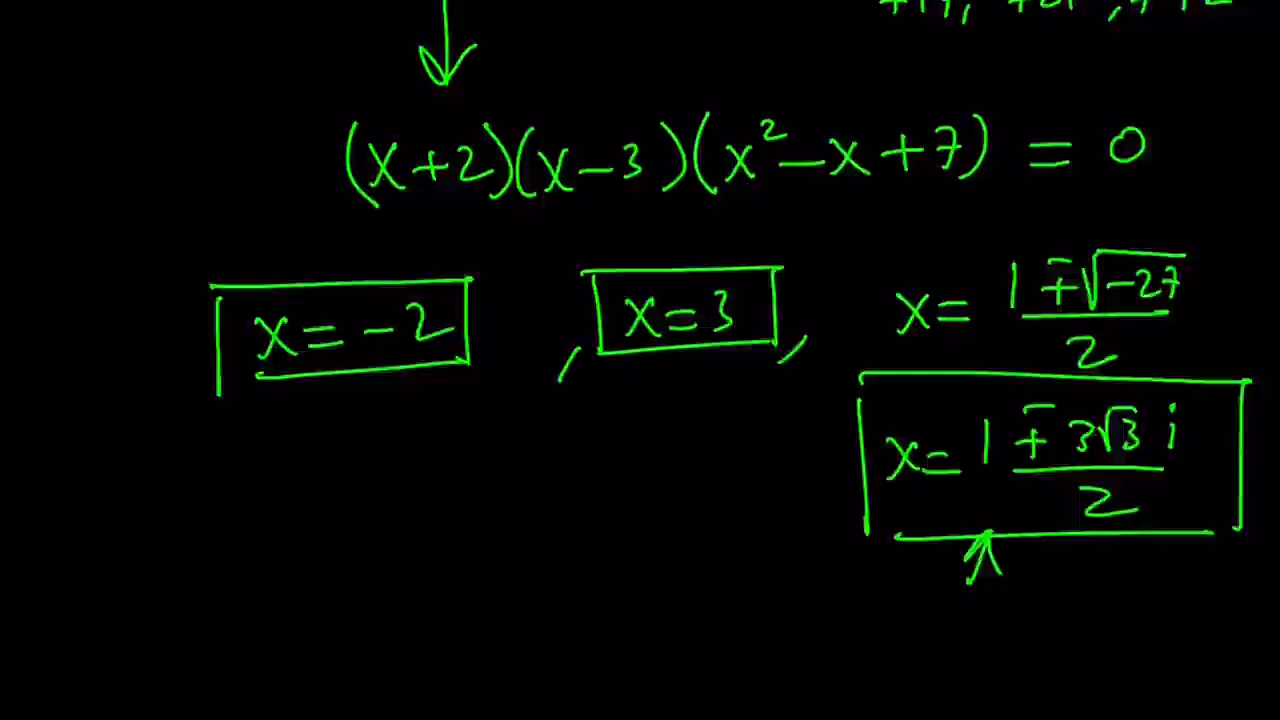 (x+2)(x-3)(x²-x+7) = 0
x = -2 , x = 3 , x = (1 ∓ √-27)/2
x = (1 ∓ 3√3 i)/2